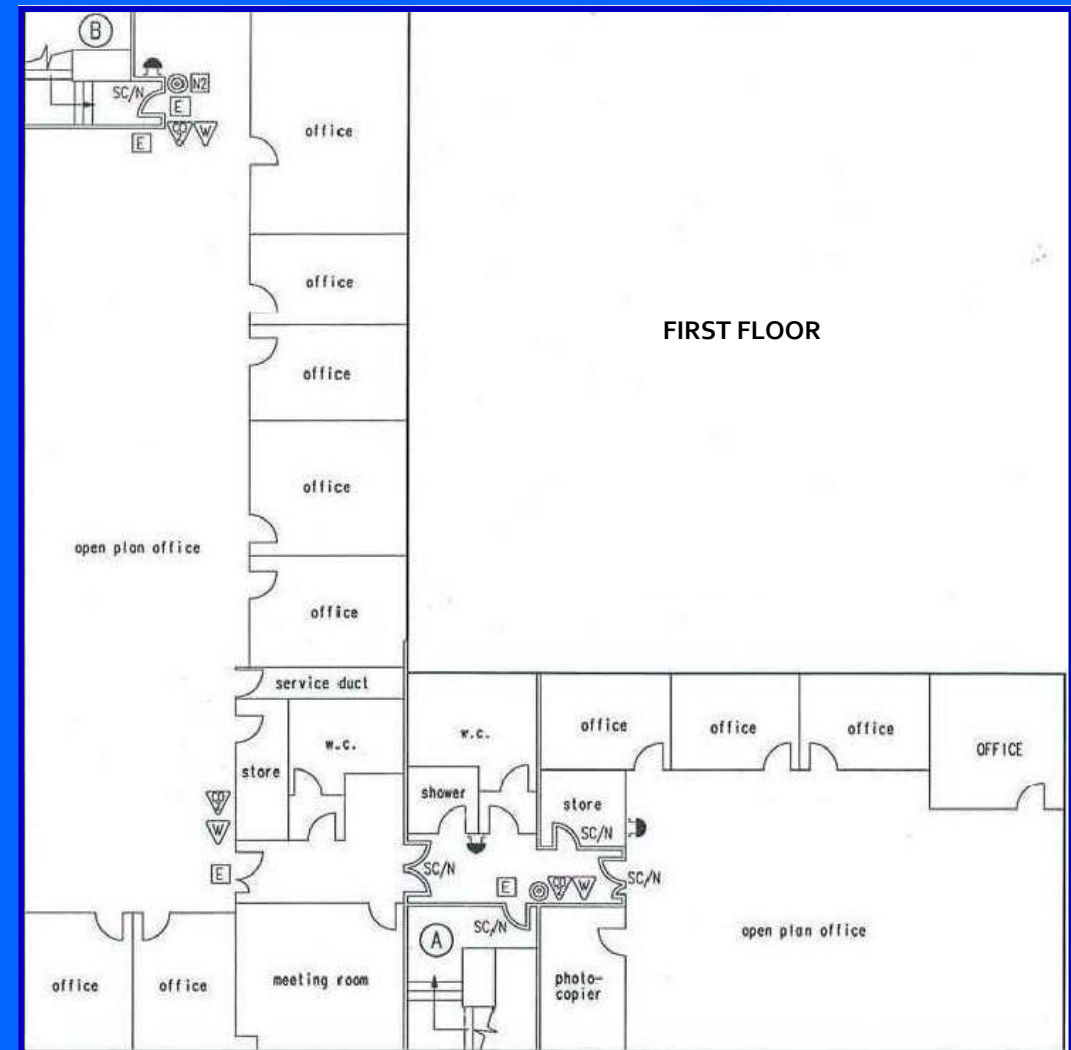 B
SC/N
N2
E
CO2
W
E
office
office
FIRST FLOOR
office
office
open plan office
office
service duct
w.c.
w.c.
office
office
office
OFFICE
store
shower
store
CO2
W
SC/N
E
SC/N
SC/N
E
CO2
W
SC/N
A
open plan office
office
office
meeting room
photo-
copier